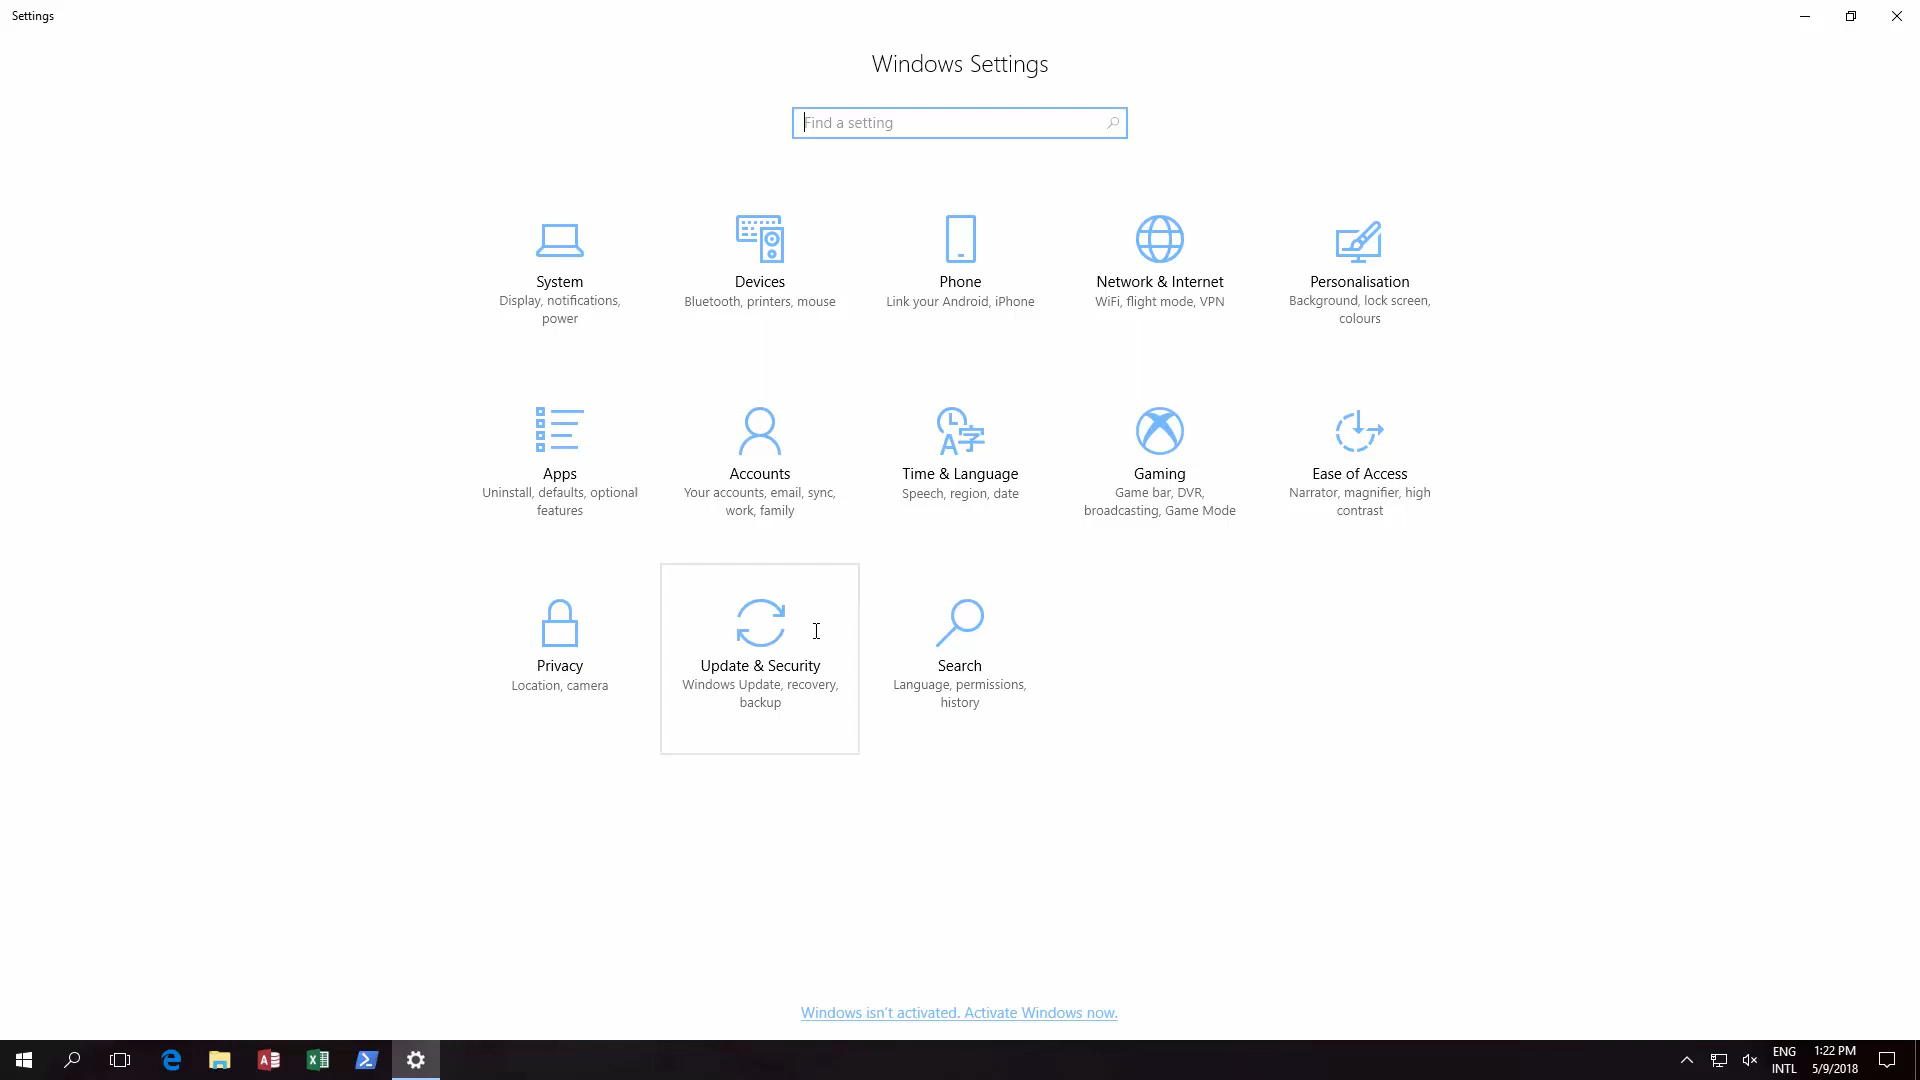 Settings
Windows Settings
Find a setting
System
Display, notifications,
power
Devices
Bluetooth, printers, mouse
Phone
Link your Android, iPhone
Network & Internet
WiFi, flight mode, VPN
Personalisation
Background, lock screen,
colours
Apps
Uninstall, defaults, optional
features
Accounts
Your accounts, email, sync,
work, family
Time & Language
Speech, region, date
Gaming
Game bar, DVR,
broadcasting, Game Mode
Ease of Access
Narrator, magnifier, high
contrast
Privacy
Location, camera
Update & Security
Windows Update, recovery,
backup
Search
Language, permissions,
history
Windows isn't activated. Activate Windows now.
ENG
INTL
1:22 PM
5/9/2018